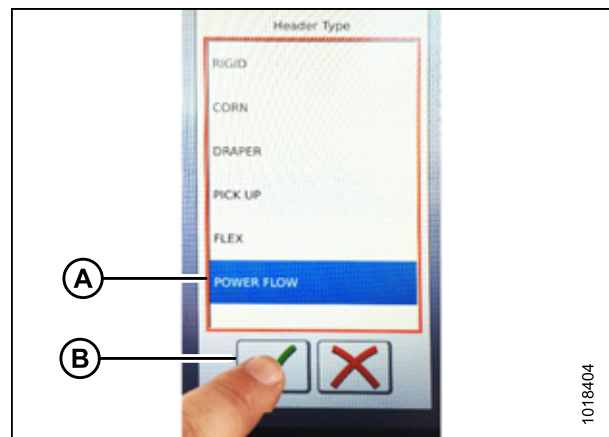 Header Type
RIGID
CORN
DRAPER
PICK UP
FLEX
A
POWER FLOW
B
1018404